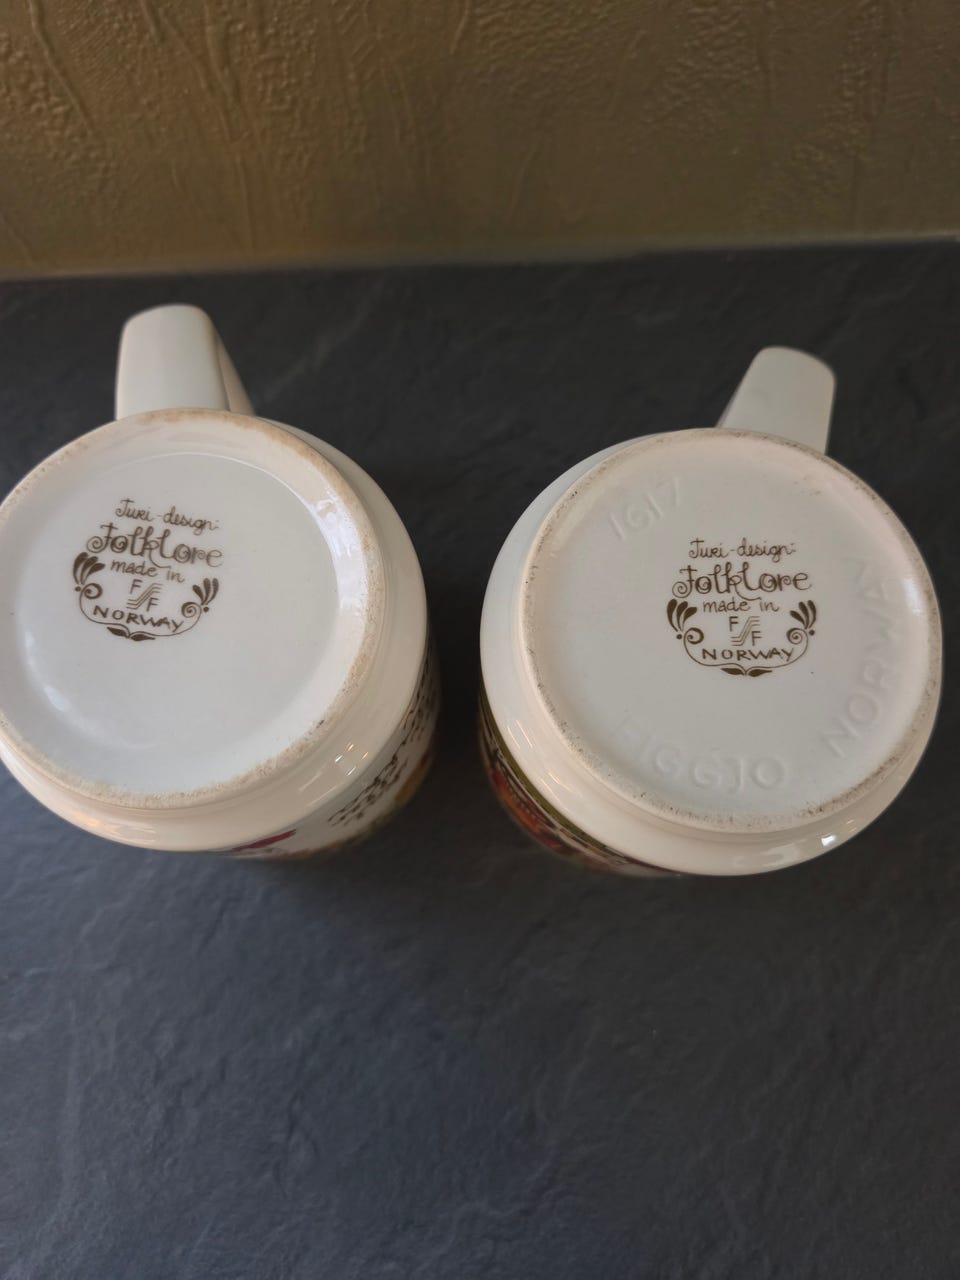 Turi-design:
Folklore
made in
F
F
NORWAY
1617
Turi-design:
Folklore
made in
F
F
NORWAY
FIGGJO NORWAY